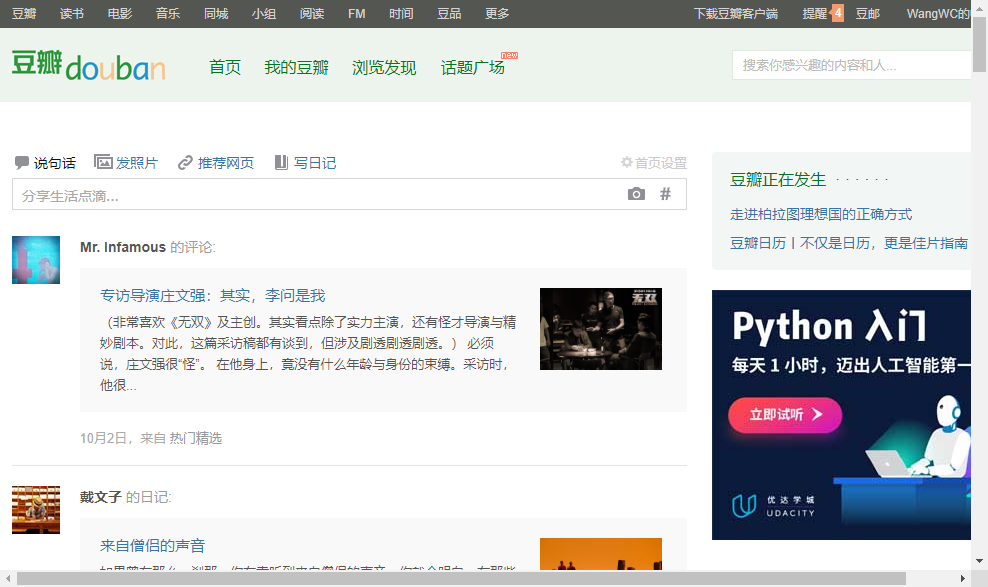 豆瓣 读书 电影 音乐 同城 小组 阅读 FM 时间 豆品 更多 下载豆瓣客户端 提醒 4 豆邮 WangWC的
豆瓣douban 首页 我的豆瓣 浏览发现 话题广场 new 搜索你感兴趣的内容和人...
说句话 发照片 推荐网页 写日记 首页设置
分享生活点滴... #
豆瓣正在发生 · · · · · ·
走进柏拉图理想国的正确方式
豆瓣日历丨不仅是日历，更是佳片指南
Mr. Infamous 的评论:
专访导演庄文强：其实，李问是我
（非常喜欢《无双》及主创。其实看点除了实力主演，还有怪才导演与精
妙剧本。对此，这篇采访稿都有谈到，但涉及剧透剧透剧透。） 必须
说，庄文强很“怪”。 在他身上，竟没有什么年龄与身份的束缚。采访时，
他很...
无双
10月2日，来自 热门精选
Python 入门
每天 1 小时，迈出人工智能第一
立即试听
优达学城
UDACITY
戴文子 的日记:
来自僧侣的声音